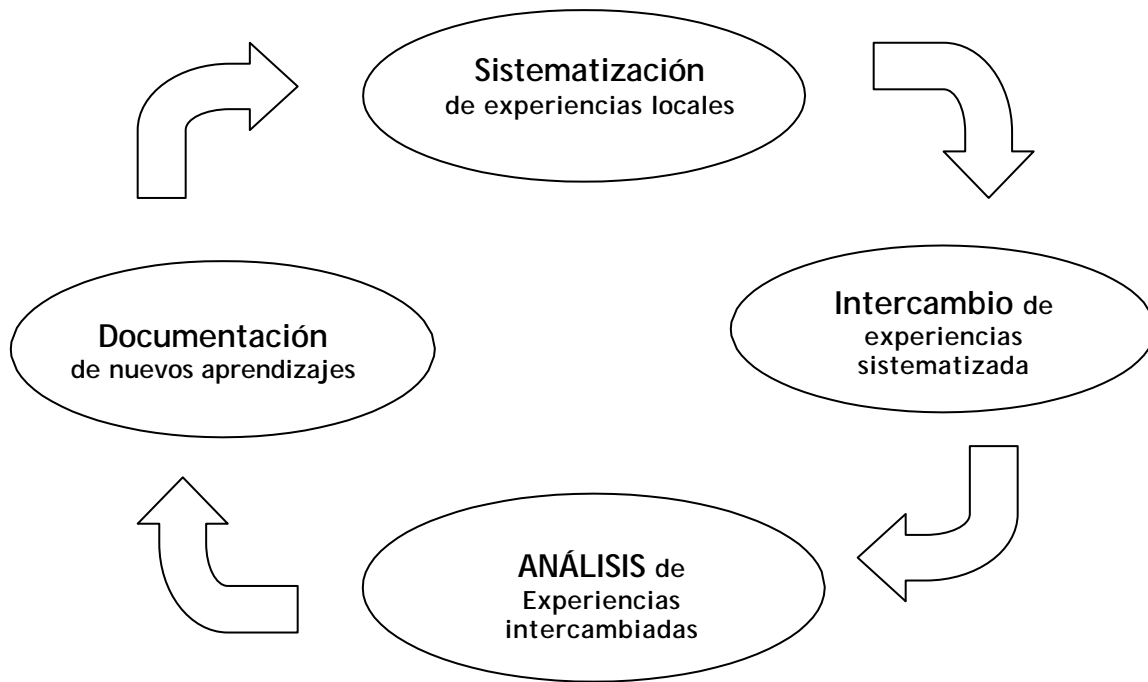 Sistematización
de experiencias locales
Intercambio de
experiencias
sistematizada
ANÁLISIS de
Experiencias
intercambiadas
Documentación
de nuevos aprendizajes